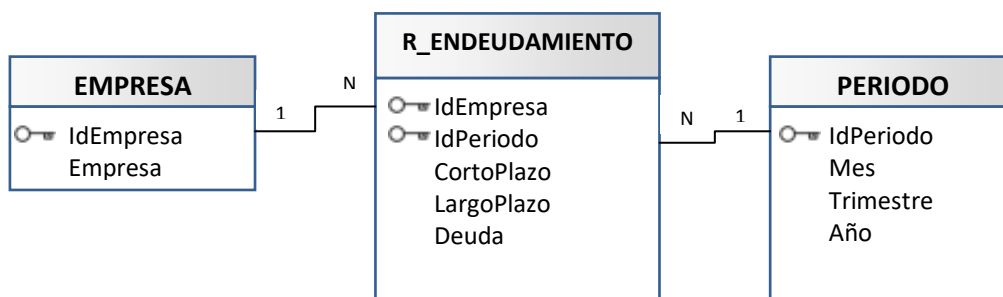 EMPRESA
IdEmpresa
Empresa
1
N
R_ENDEUDAMIENTO
IdEmpresa
IdPeriodo
CortoPlazo
LargoPlazo
Deuda
N
1
PERIODO
IdPeriodo
Mes
Trimestre
Año